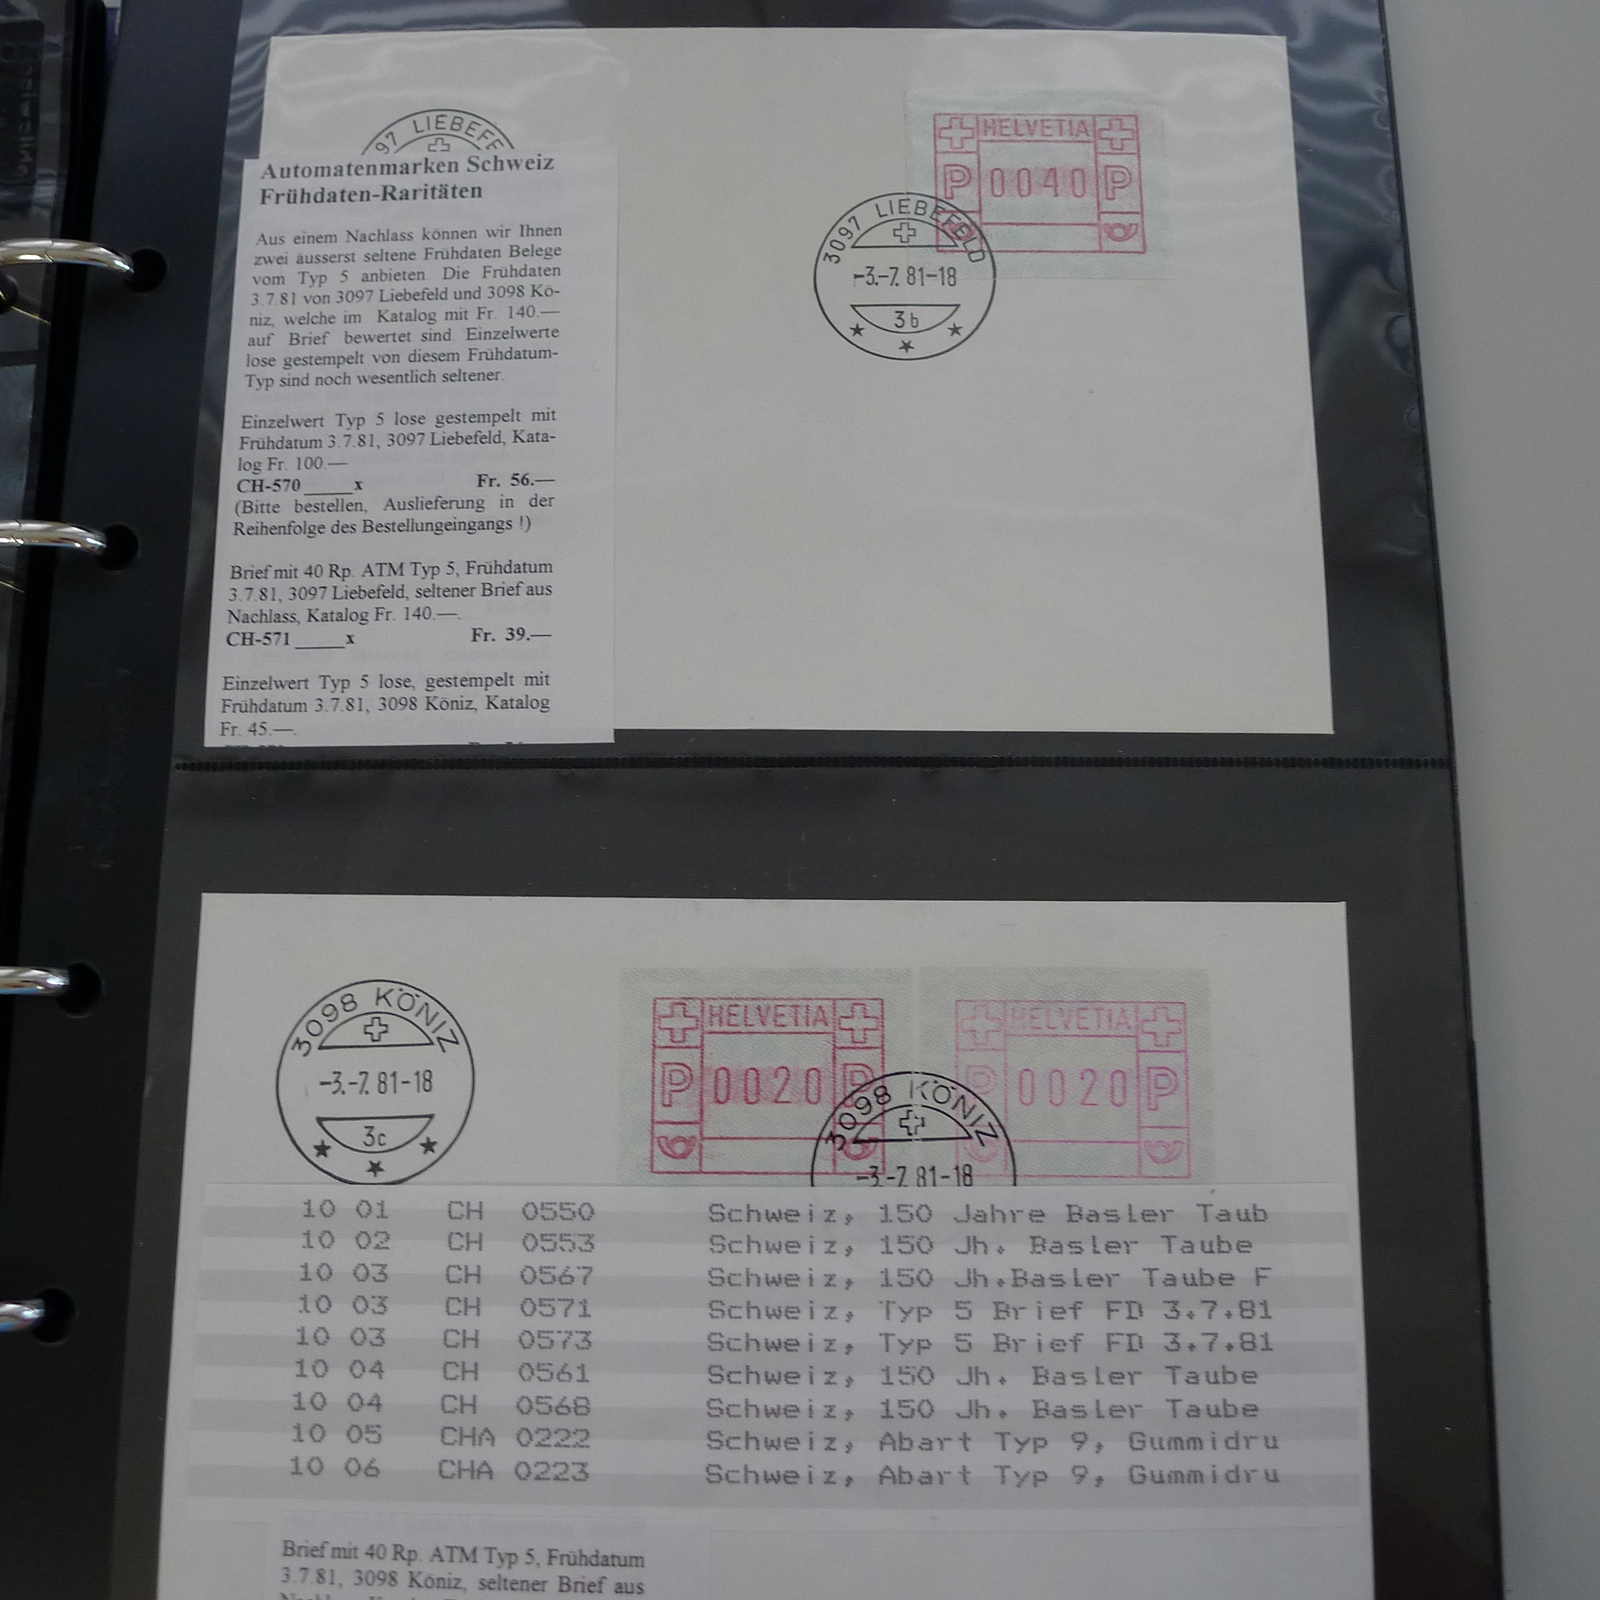 97 LIEBEF
Automatenmarken Schweiz
Frühdaten-Raritäten
Aus einem Nachlass können wir Ihnen
zwei äusserst seltene Frühdaten Belege
vom Typ 5 anbieten. Die Frühdaten
3.7.81 von 3097 Liebefeld und 3098 Kö-
niz, welche im Katalog mit Fr. 140.—
auf Brief bewertet sind. Einzelwerte
lose gestempelt von diesem Frühdatum-
Typ sind noch wesentlich seltener.
Einzelwert Typ 5 lose gestempelt mit
Frühdatum 3.7.81, 3097 Liebefeld, Kata-
log Fr. 100.—
CH-570_____x Fr. 56.—
(Bitte bestellen, Auslieferung in der
Reihenfolge des Bestellungeingangs !)
Brief mit 40 Rp. ATM Typ 5, Frühdatum
3.7.81, 3097 Liebefeld, seltener Brief aus
Nachlass, Katalog Fr. 140.—.
CH-571_____x Fr. 39.—
Einzelwert Typ 5 lose, gestempelt mit
Frühdatum 3.7.81, 3098 Köniz, Katalog
Fr. 45.—.
HELVETIA
P 0040 P
3097 LIEBEFELD
-3.-7. 81-18
3b
3098 KÖNIZ
-3.-7. 81-18
3c
HELVETIA
P 0020 P
HELVETIA
P 0020 P
3098 KÖNIZ
-3.-7. 81-18
10 01 CH 0550 Schweiz, 150 Jahre Basler Taub
10 02 CH 0553 Schweiz, 150 Jh. Basler Taube
10 03 CH 0567 Schweiz, 150 Jh.Basler Taube F
10 03 CH 0571 Schweiz, Typ 5 Brief FD 3.7.81
10 03 CH 0573 Schweiz, Typ 5 Brief FD 3.7.81
10 04 CH 0561 Schweiz, 150 Jh. Basler Taube
10 04 CH 0568 Schweiz, 150 Jh. Basler Taube
10 05 CHA 0222 Schweiz, Abart Typ 9, Gummidru
10 06 CHA 0223 Schweiz, Abart Typ 9, Gummidru
Brief mit 40 Rp. ATM Typ 5, Frühdatum
3.7.81, 3098 Köniz, seltener Brief aus